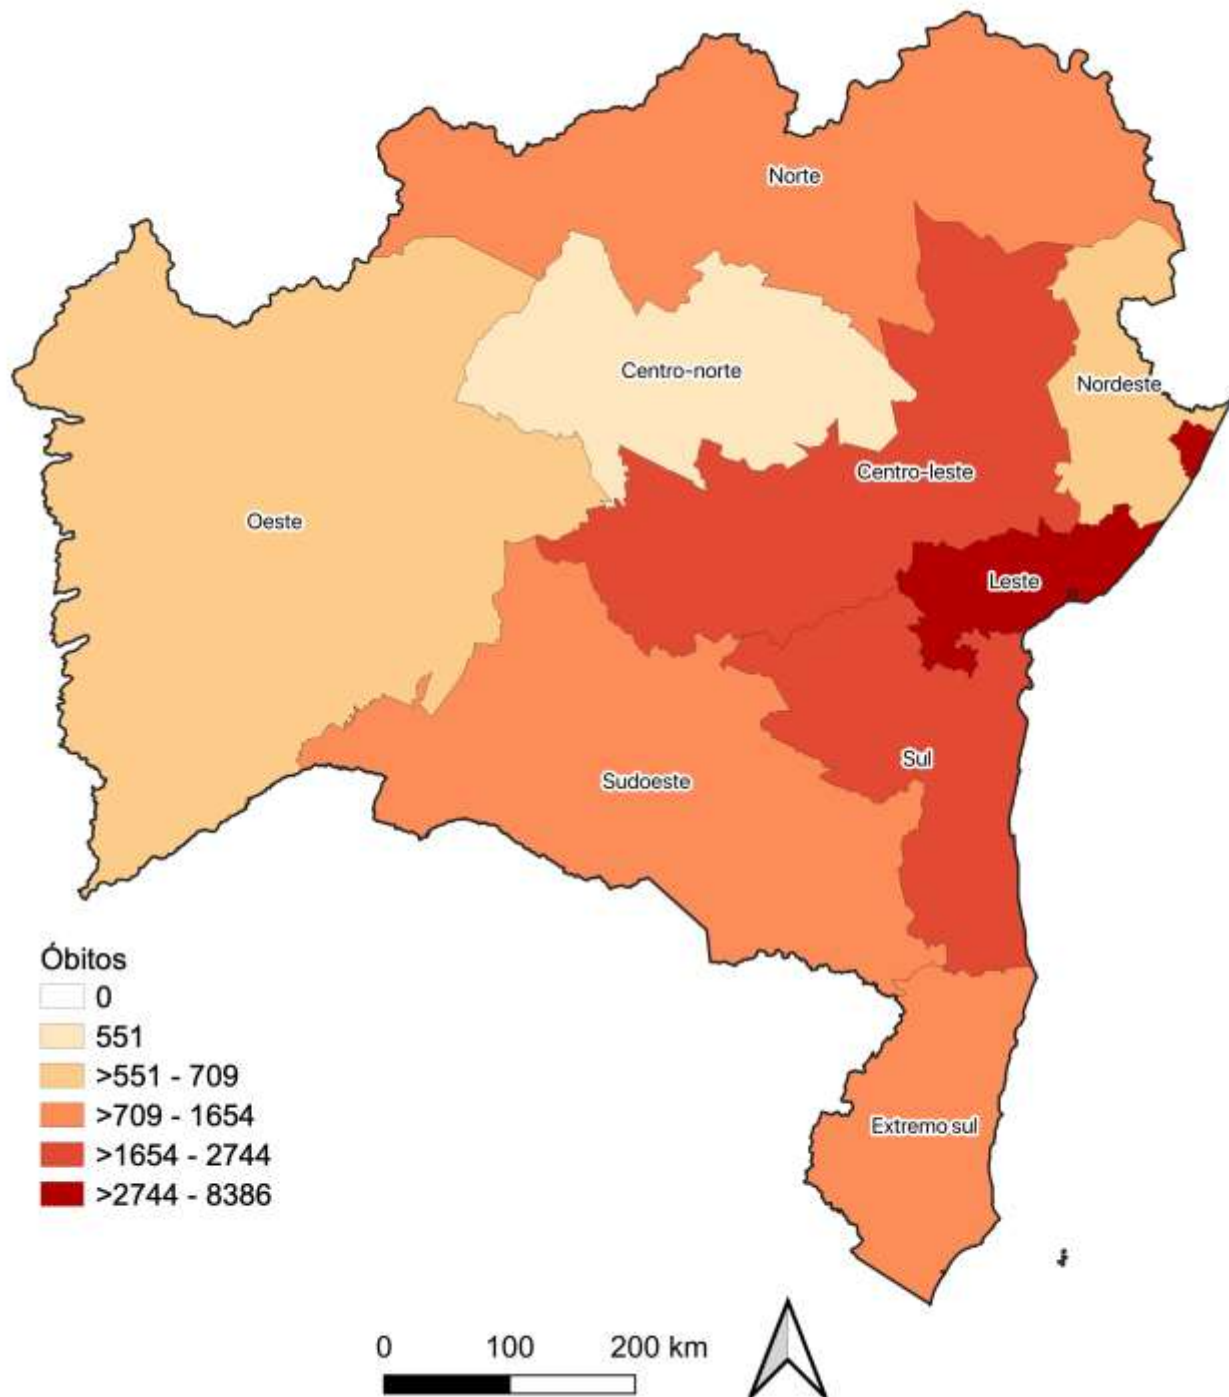 Norte
Centro-norte
Nordeste
Centro-leste
Oeste
Leste
Sul
Sudoeste
Extremo sul
Óbitos
0
551
>551 - 709
>709 - 1654
>1654 - 2744
>2744 - 8386
0 100 200 km